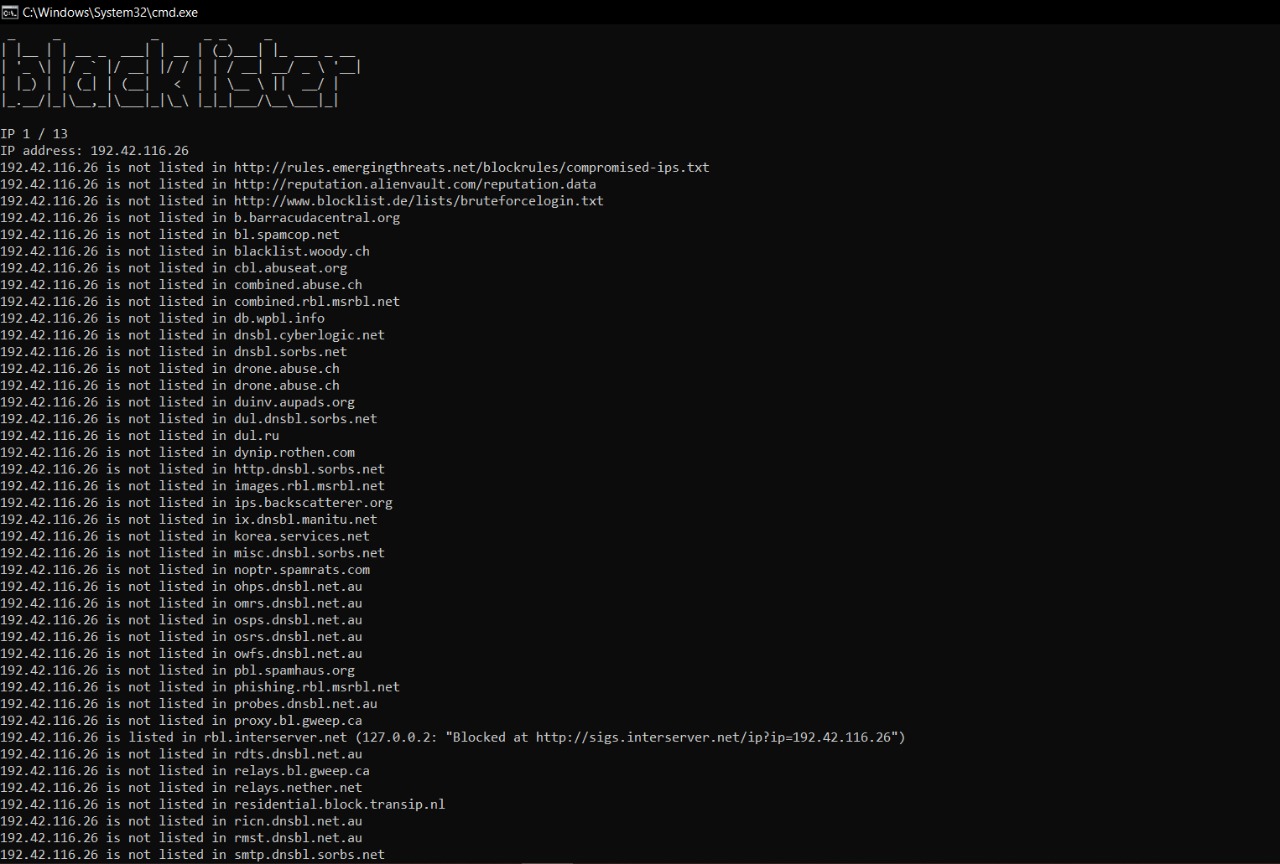 C:\Windows\System32\cmd.exe
blacklister
IP 1 / 13
IP address: 192.42.116.26
192.42.116.26 is not listed in http://rules.emergingthreats.net/blockrules/compromised-ips.txt
192.42.116.26 is not listed in http://reputation.alienvault.com/reputation.data
192.42.116.26 is not listed in http://www.blocklist.de/lists/bruteforcelogin.txt
192.42.116.26 is not listed in b.barracudacentral.org
192.42.116.26 is not listed in bl.spamcop.net
192.42.116.26 is not listed in blacklist.woody.ch
192.42.116.26 is not listed in cbl.abuseat.org
192.42.116.26 is not listed in combined.abuse.ch
192.42.116.26 is not listed in combined.rbl.msrbl.net
192.42.116.26 is not listed in db.wpbl.info
192.42.116.26 is not listed in dnsbl.cyberlogic.net
192.42.116.26 is not listed in dnsbl.sorbs.net
192.42.116.26 is not listed in drone.abuse.ch
192.42.116.26 is not listed in drone.abuse.ch
192.42.116.26 is not listed in duinv.aupads.org
192.42.116.26 is not listed in dul.dnsbl.sorbs.net
192.42.116.26 is not listed in dul.ru
192.42.116.26 is not listed in dynip.rothen.com
192.42.116.26 is not listed in http.dnsbl.sorbs.net
192.42.116.26 is not listed in images.rbl.msrbl.net
192.42.116.26 is not listed in ips.backscatterer.org
192.42.116.26 is not listed in ix.dnsbl.manitu.net
192.42.116.26 is not listed in korea.services.net
192.42.116.26 is not listed in misc.dnsbl.sorbs.net
192.42.116.26 is not listed in noptr.spamrats.com
192.42.116.26 is not listed in ohps.dnsbl.net.au
192.42.116.26 is not listed in omrs.dnsbl.net.au
192.42.116.26 is not listed in osps.dnsbl.net.au
192.42.116.26 is not listed in osrs.dnsbl.net.au
192.42.116.26 is not listed in owfs.dnsbl.net.au
192.42.116.26 is not listed in pbl.spamhaus.org
192.42.116.26 is not listed in phishing.rbl.msrbl.net
192.42.116.26 is not listed in probes.dnsbl.net.au
192.42.116.26 is not listed in proxy.bl.gweep.ca
192.42.116.26 is listed in rbl.interserver.net (127.0.0.2: "Blocked at http://sigs.interserver.net/ip?ip=192.42.116.26")
192.42.116.26 is not listed in rdts.dnsbl.net.au
192.42.116.26 is not listed in relays.bl.gweep.ca
192.42.116.26 is not listed in relays.nether.net
192.42.116.26 is not listed in residential.block.transip.nl
192.42.116.26 is not listed in ricn.dnsbl.net.au
192.42.116.26 is not listed in rmst.dnsbl.net.au
192.42.116.26 is not listed in smtp.dnsbl.sorbs.net